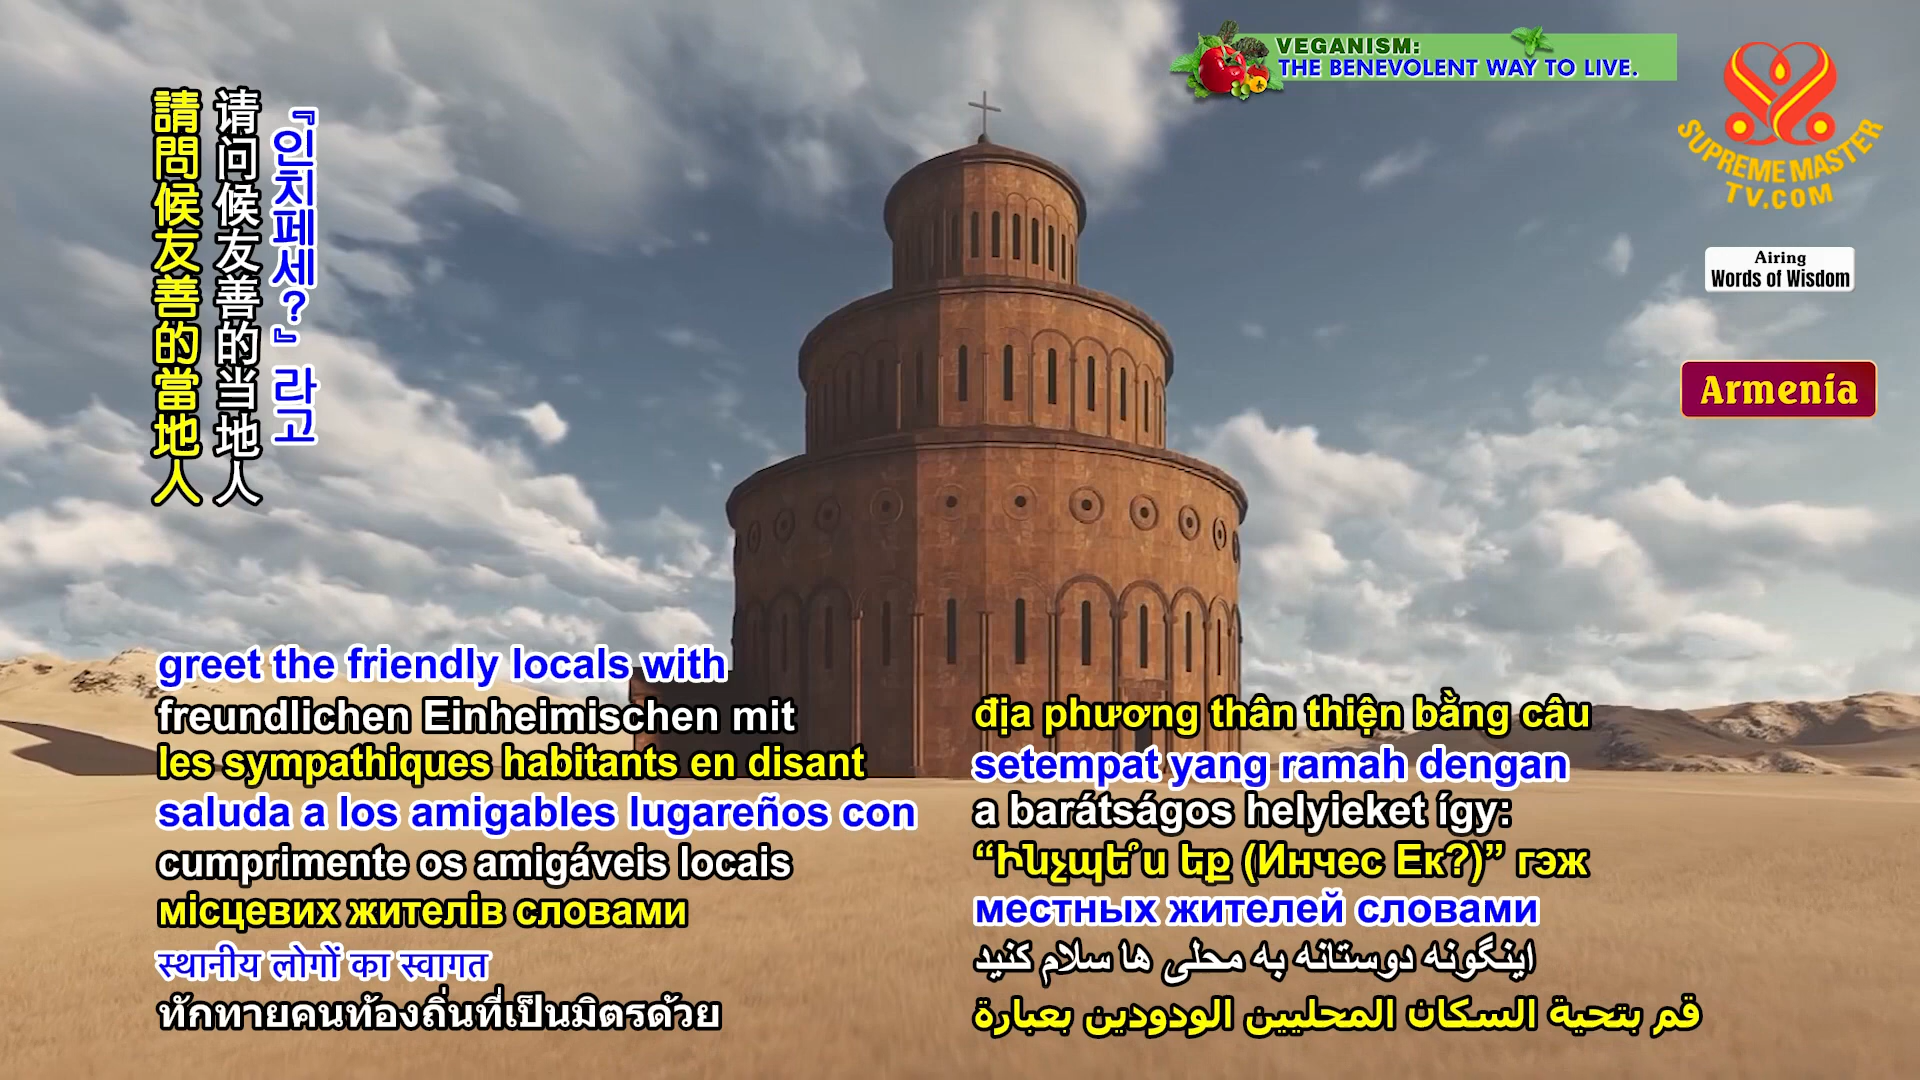 VEGANISM:
THE BENEVOLENT WAY TO LIVE.
SUPREME MASTER
TV.COM
Airing
Words of Wisdom
Armenia
『인치페세?』 라고
请问候友善的当地人
請問候友善的當地人
greet the friendly locals with
freundlichen Einheimischen mit
les sympathiques habitants en disant
saluda a los amigables lugareños con
cumprimente os amigáveis locais
місцевих жителів словами
स्थानीय लोगों का स्वागत
ทักทายคนท้องถิ่นที่เป็นมิตรด้วย
địa phương thân thiện bằng câu
setempat yang ramah dengan
a barátságos helyieket így:
“Ինչպե՞ս եք (Инчес Ек?)” гэж
местных жителей словами
اینگونه دوستانه به محلی ها سلام کنید
قم بتحية السكان المحليين الودودين بعبارة